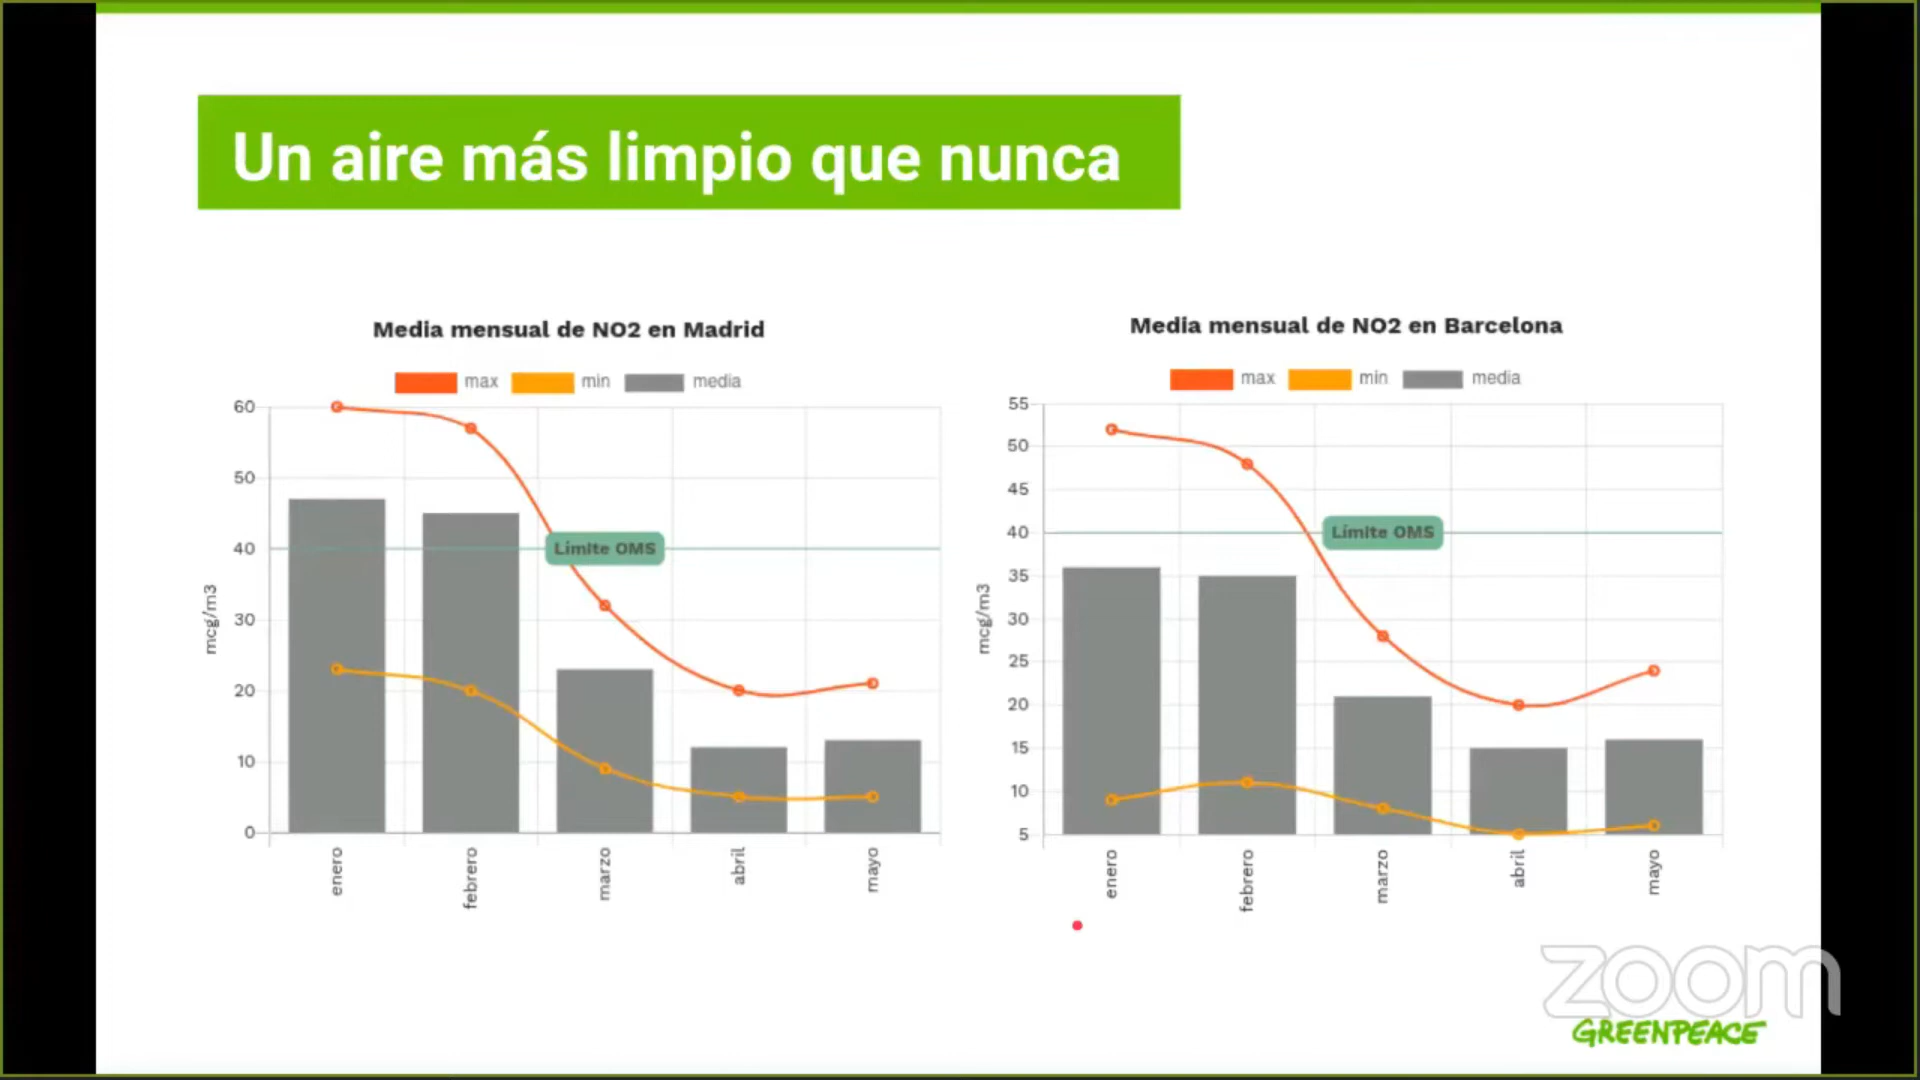 Un aire más limpio que nunca
Media mensual de NO2 en Madrid
max min media
60
50
40
30
20
10
0
mcg/m3
Límite OMS
enero
febrero
marzo
abril
mayo
Media mensual de NO2 en Barcelona
max min media
55
50
45
40
35
30
25
20
15
10
5
mcg/m3
Límite OMS
enero
febrero
marzo
abril
mayo
zoom
GREENPEACE